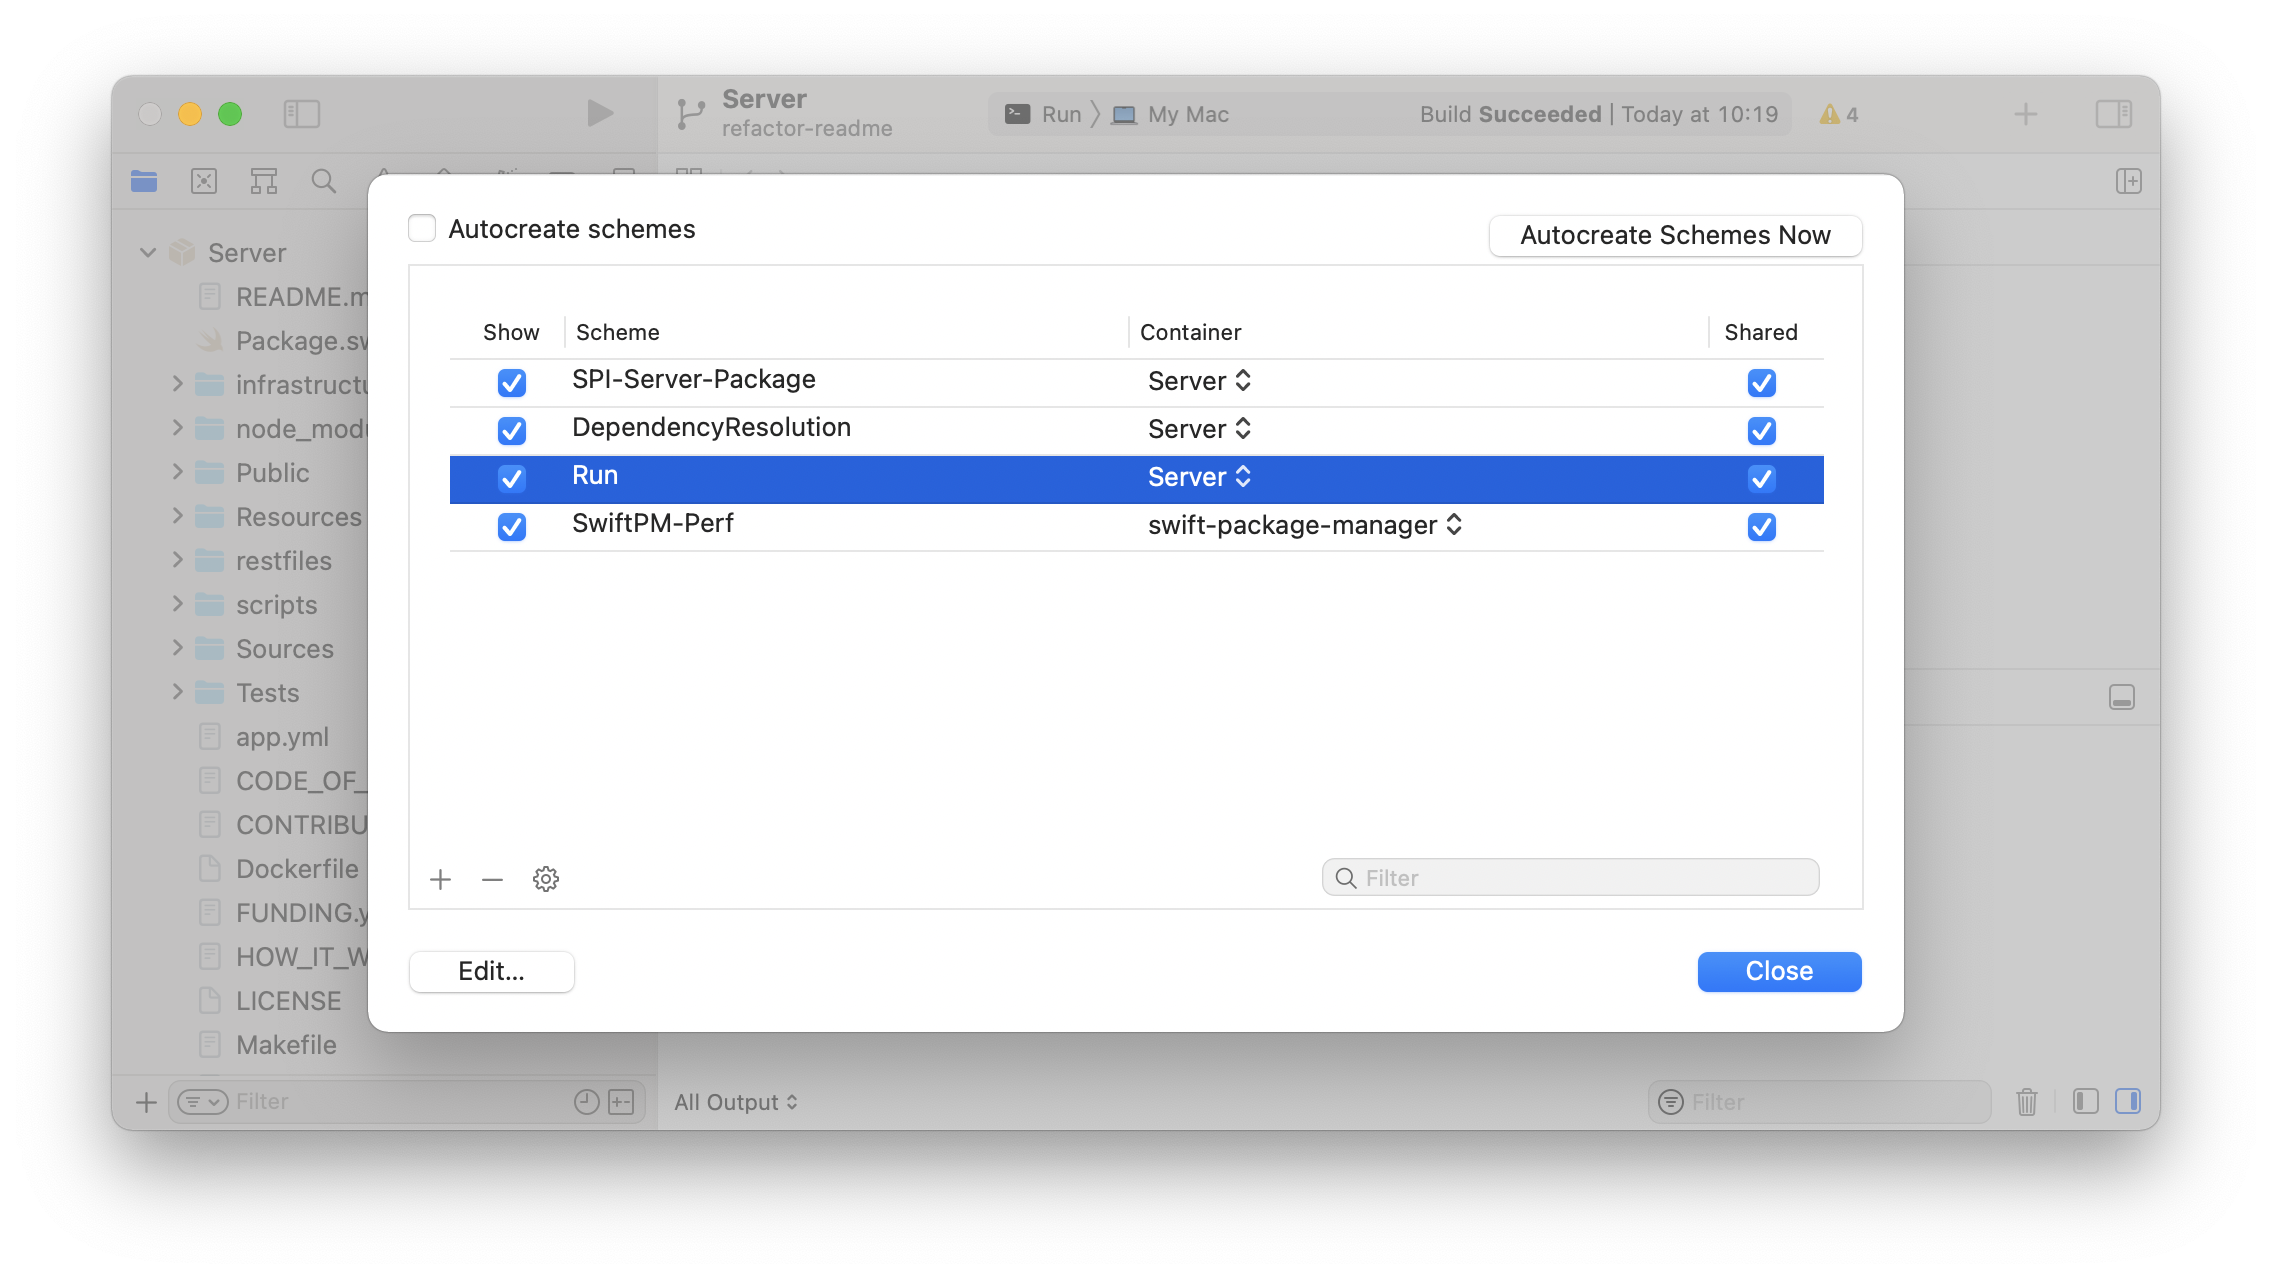 Server
refactor-readme
Run
My Mac
Build Succeeded | Today at 10:19
4
Autocreate schemes
Autocreate Schemes Now
Show Scheme Container Shared
SPI-Server-Package Server
DependencyResolution Server
Run Server
SwiftPM-Perf swift-package-manager
Filter
Edit...
Close
Server
README.m
Package.sw
infrastructu
node_modu
Public
Resources
restfiles
scripts
Sources
Tests
app.yml
CODE_OF_
CONTRIBU
Dockerfile
FUNDING.y
HOW_IT_W
LICENSE
Makefile
Filter
All Output
Filter